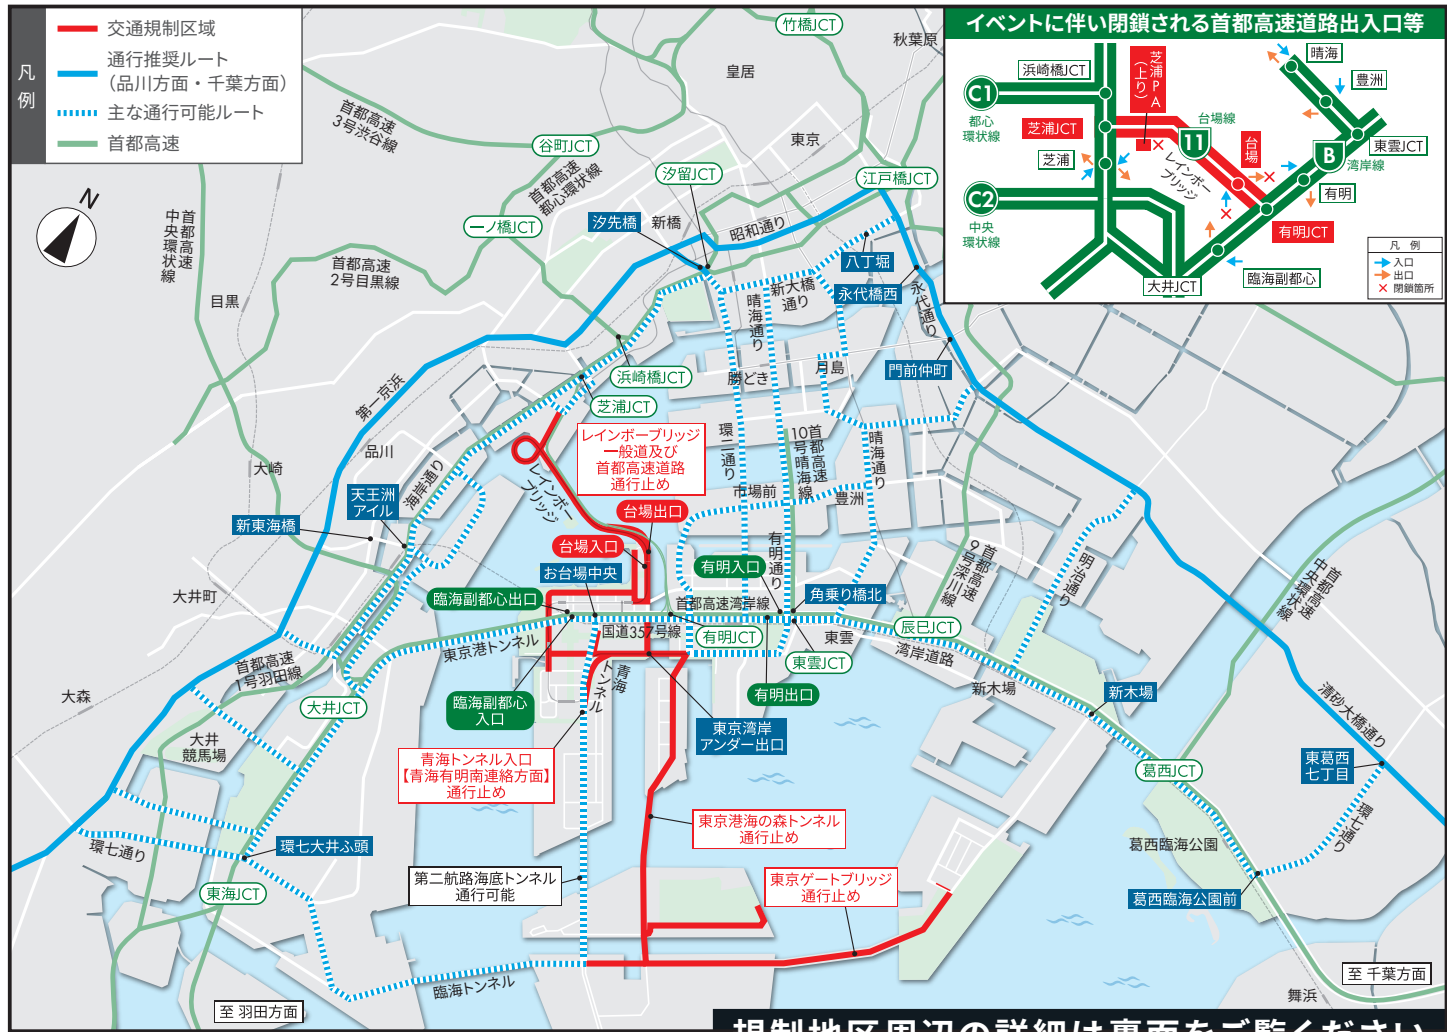 凡例
交通規制区域
通行推奨ルート
（品川方面・千葉方面）
主な通行可能ルート
首都高速
N
イベントに伴い閉鎖される首都高速道路出入口等
浜崎橋JCT
C1
都心
環状線
芝浦PA
（上り）
芝浦JCT
芝浦
C2
中央
環状線
台場線
11
レインボー
ブリッジ
台場
B
湾岸線
晴海
豊洲
東雲JCT
有明
有明JCT
大井JCT
臨海副都心
凡　例
入口
出口
閉鎖箇所
竹橋JCT
秋葉原
皇居
首都高速
3号渋谷線
谷町JCT
東京
首都高速
都心環状線
汐留JCT
江戸橋JCT
首都高速
中央環状線
一ノ橋JCT
汐先橋
新橋
昭和通り
八丁堀
首都高速
2号目黒線
目黒
新大橋
通り
永代橋西
永代通り
晴海通り
門前仲町
浜崎橋JCT
勝どき
月島
芝浦JCT
第一京浜
レインボーブリッジ
一般道及び
首都高速道路
通行止め
環二通り
首都高速
10号晴海線
晴海通り
品川
大崎
海岸通り
レインボー
ブリッジ
市場前
豊洲
天王洲
アイル
新東海橋
台場出口
台場入口
有明通り
お台場中央
有明入口
首都高速
9号深川線
明治通り
首都高速
中央環状線
大井町
臨海副都心出口
首都高速湾岸線
角乗り橋北
国道357号線
有明JCT
東雲
辰巳JCT
東京港トンネル
東雲JCT
湾岸道路
首都高速
1号羽田線
青海
トンネル
有明出口
新木場
新木場
大森
大井JCT
臨海副都心
入口
東京湾岸
アンダー出口
清砂大橋通り
大井
競馬場
青海トンネル入口
【青海有明南連絡方面】
通行止め
葛西JCT
東葛西
七丁目
東京港海の森トンネル
通行止め
環七通り
環七大井ふ頭
環七通り
葛西臨海公園
第二航路海底トンネル
通行可能
東京ゲートブリッジ
通行止め
東海JCT
葛西臨海公園前
臨海トンネル
至 千葉方面
至 羽田方面
舞浜
規制地区周辺の詳細は裏面をご覧ください